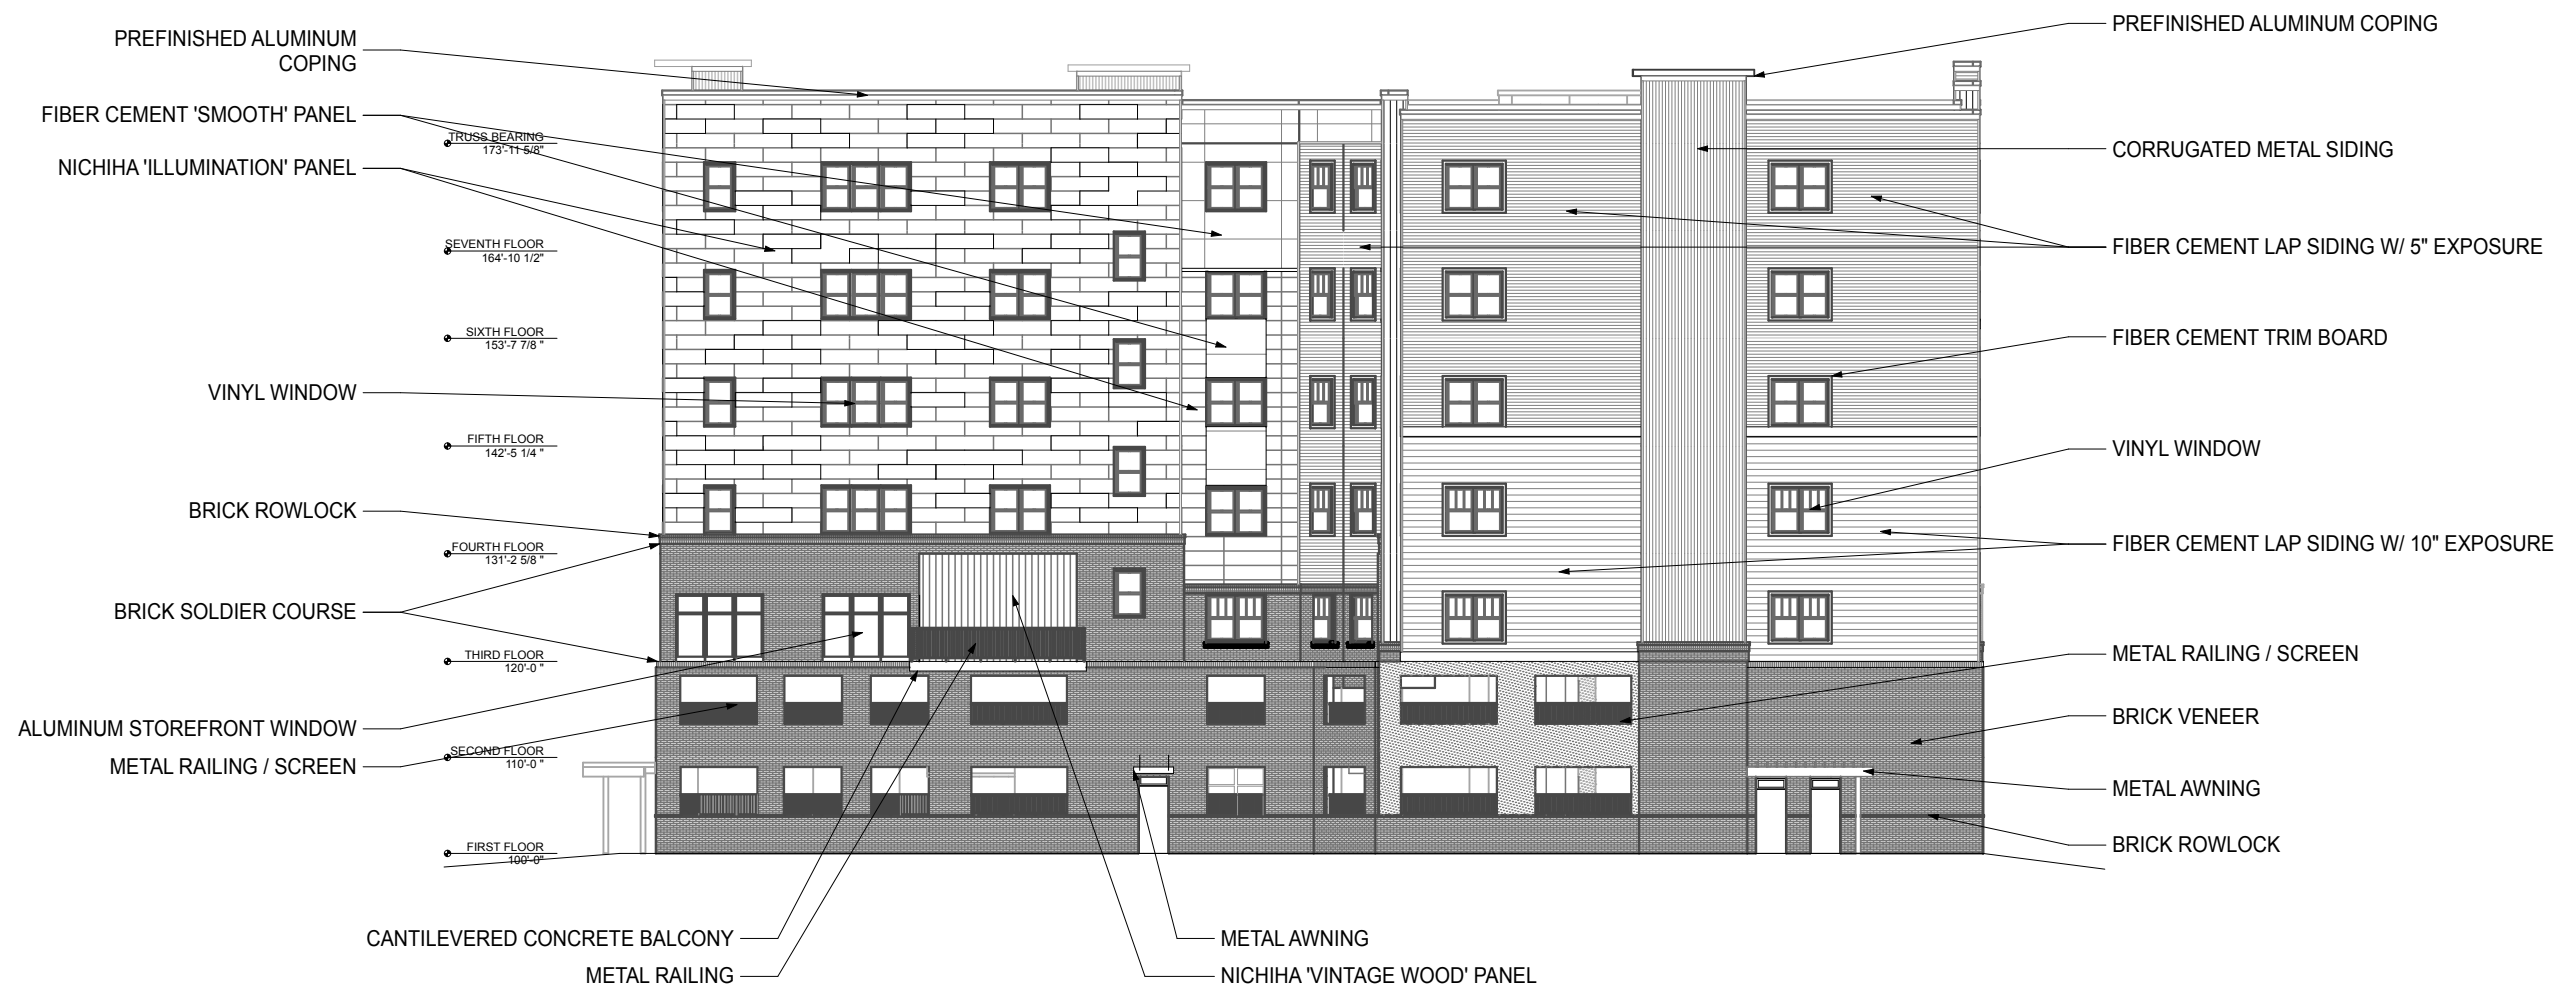 PREFINISHED ALUMINUM
COPING
FIBER CEMENT 'SMOOTH' PANEL
TRUSS BEARING
173'-11 5/8"
NICHIHA 'ILLUMINATION' PANEL
SEVENTH FLOOR
164'-10 1/2"
SIXTH FLOOR
153'-7 7/8 "
VINYL WINDOW
FIFTH FLOOR
142'-5 1/4 "
BRICK ROWLOCK
FOURTH FLOOR
131'-2 5/8 "
BRICK SOLDIER COURSE
THIRD FLOOR
120'-0 "
ALUMINUM STOREFRONT WINDOW
SECOND FLOOR
110'-0 "
METAL RAILING / SCREEN
FIRST FLOOR
100'-0"
CANTILEVERED CONCRETE BALCONY
METAL RAILING
METAL AWNING
NICHIHA 'VINTAGE WOOD' PANEL
PREFINISHED ALUMINUM COPING
CORRUGATED METAL SIDING
FIBER CEMENT LAP SIDING W/ 5" EXPOSURE
FIBER CEMENT TRIM BOARD
VINYL WINDOW
FIBER CEMENT LAP SIDING W/ 10" EXPOSURE
METAL RAILING / SCREEN
BRICK VENEER
METAL AWNING
BRICK ROWLOCK